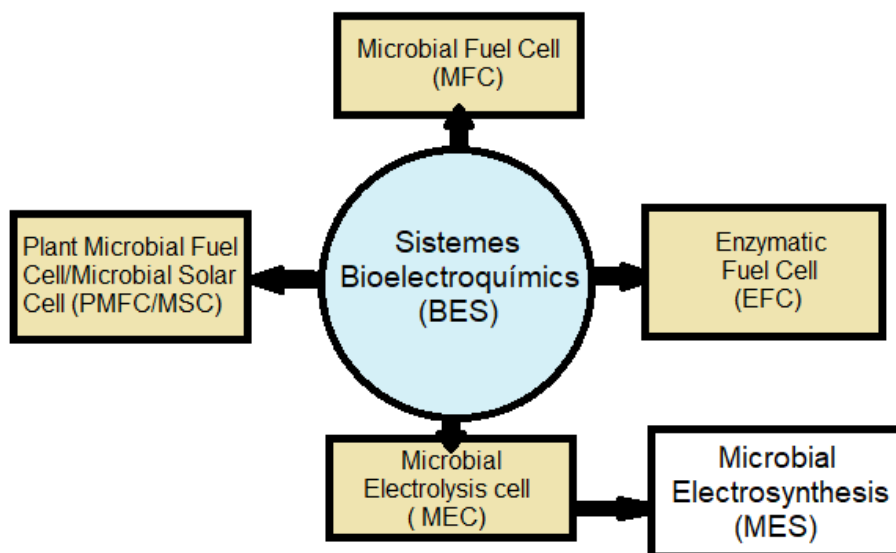 Microbial Fuel Cell
(MFC)
Plant Microbial Fuel
Cell/Microbial Solar
Cell (PMFC/MSC)
Sistemes
Bioelectroquímics
(BES)
Enzymatic
Fuel Cell
(EFC)
Microbial
Electrolysis cell
( MEC)
Microbial
Electrosynthesis
(MES)